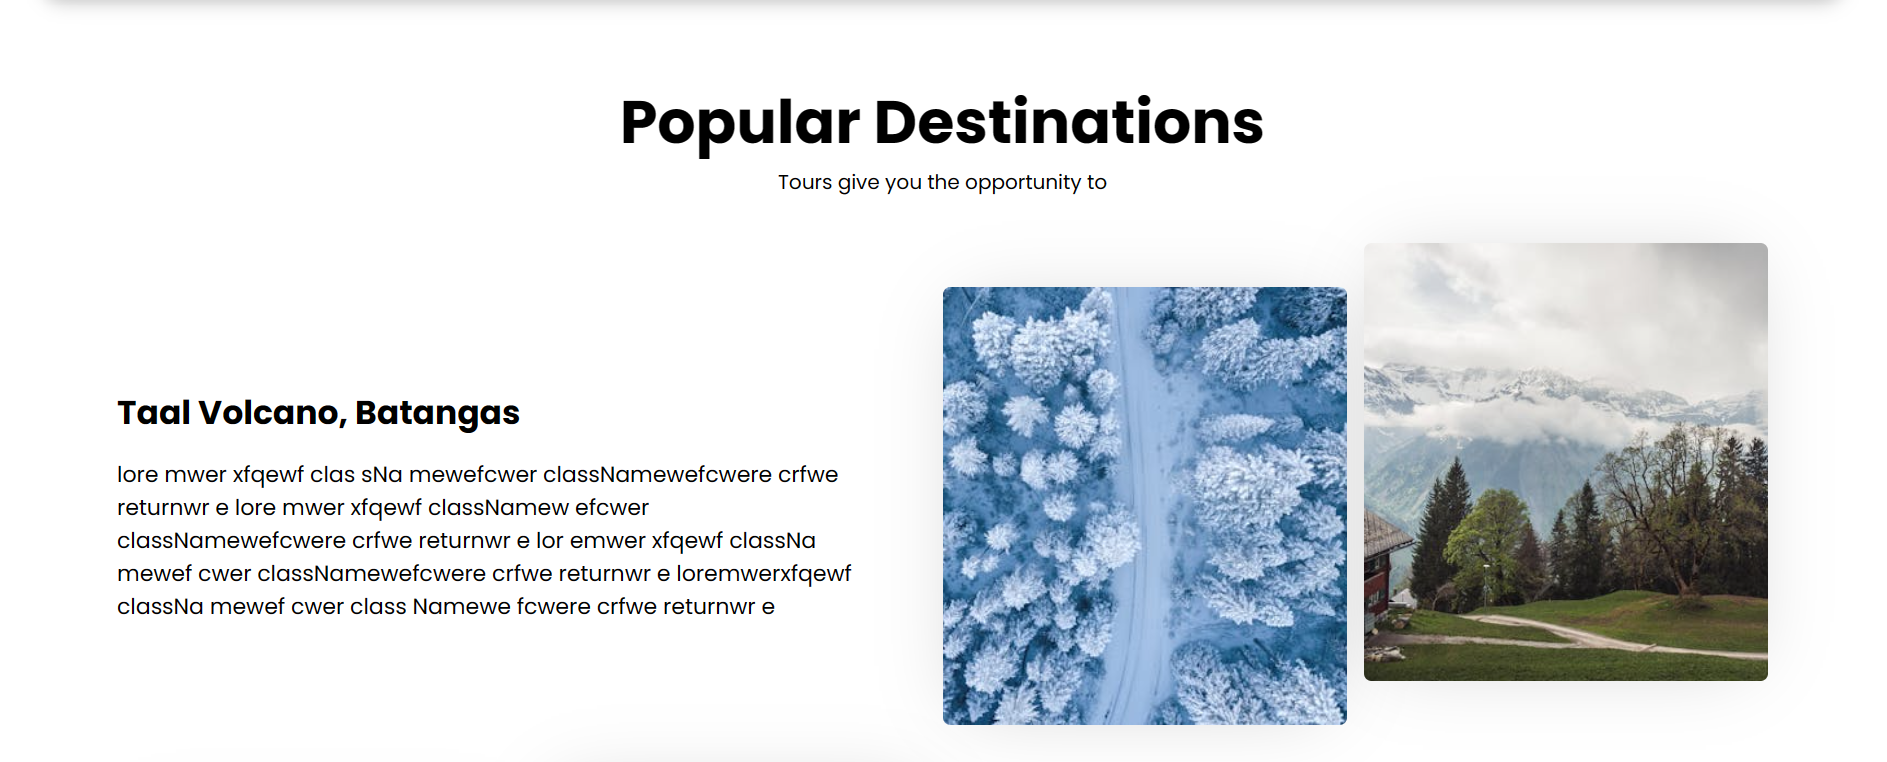 Popular Destinations
Tours give you the opportunity to
Taal Volcano, Batangas
lore mwer xfqewf clas sNa mewefcwer classNamewefcwere crfwe
returnwr e lore mwer xfqewf classNamew efcwer
classNamewefcwere crfwe returnwr e lor emwer xfqewf classNa
mewef cwer classNamewefcwere crfwe returnwr e loremwerxfqewf
classNa mewef cwer class Namewe fcwere crfwe returnwr e